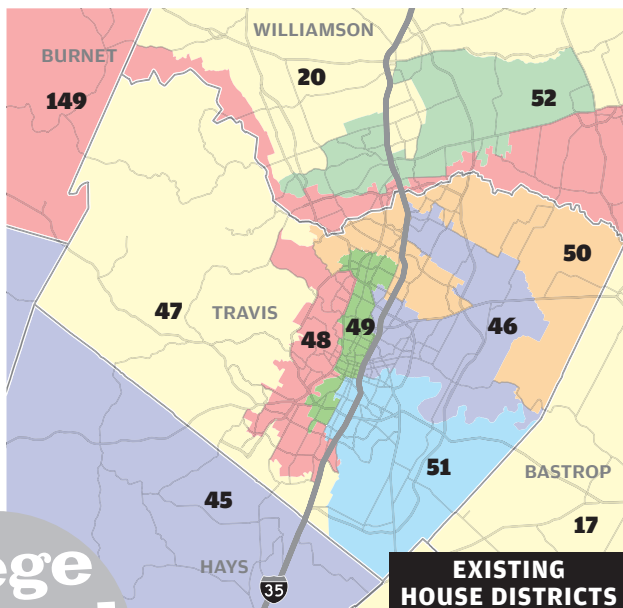 WILLIAMSON
BURNET
20
149
52
50
47
TRAVIS
49
46
48
51
BASTROP
45
17
HAYS
ege
35
EXISTING
HOUSE DISTRICTS